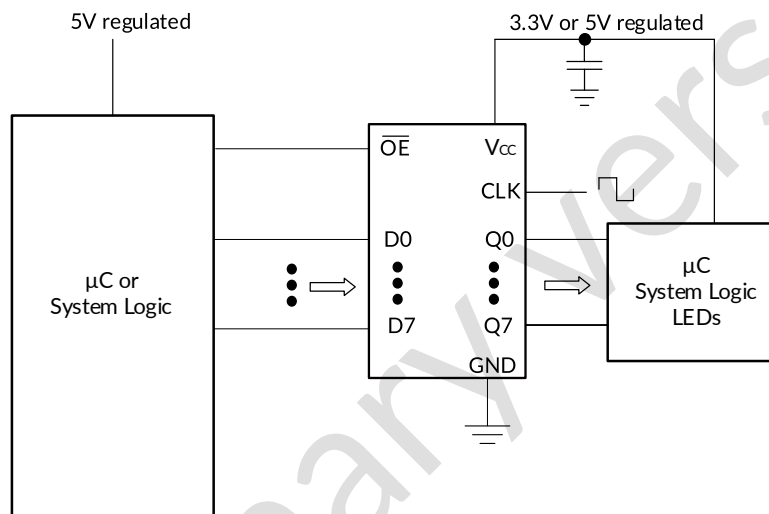 5V regulated
3.3V or 5V regulated
OE
VCC
CLK
D0
Q0
µC or
System Logic
µC
System Logic
LEDs
D7
Q7
GND